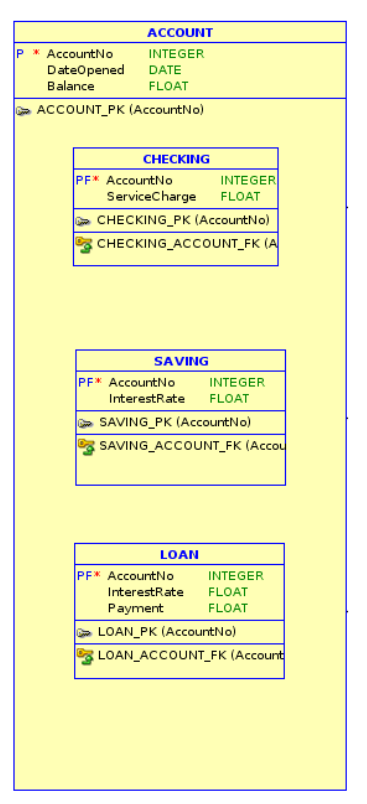 ACCOUNT
P * AccountNo INTEGER
DateOpened DATE
Balance FLOAT
ACCOUNT_PK (AccountNo)
CHECKING
PF* AccountNo INTEGER
ServiceCharge FLOAT
CHECKING_PK (AccountNo)
CHECKING_ACCOUNT_FK (A
SAVING
PF* AccountNo INTEGER
InterestRate FLOAT
SAVING_PK (AccountNo)
SAVING_ACCOUNT_FK (Accou
LOAN
PF* AccountNo INTEGER
InterestRate FLOAT
Payment FLOAT
LOAN_PK (AccountNo)
LOAN_ACCOUNT_FK (Account